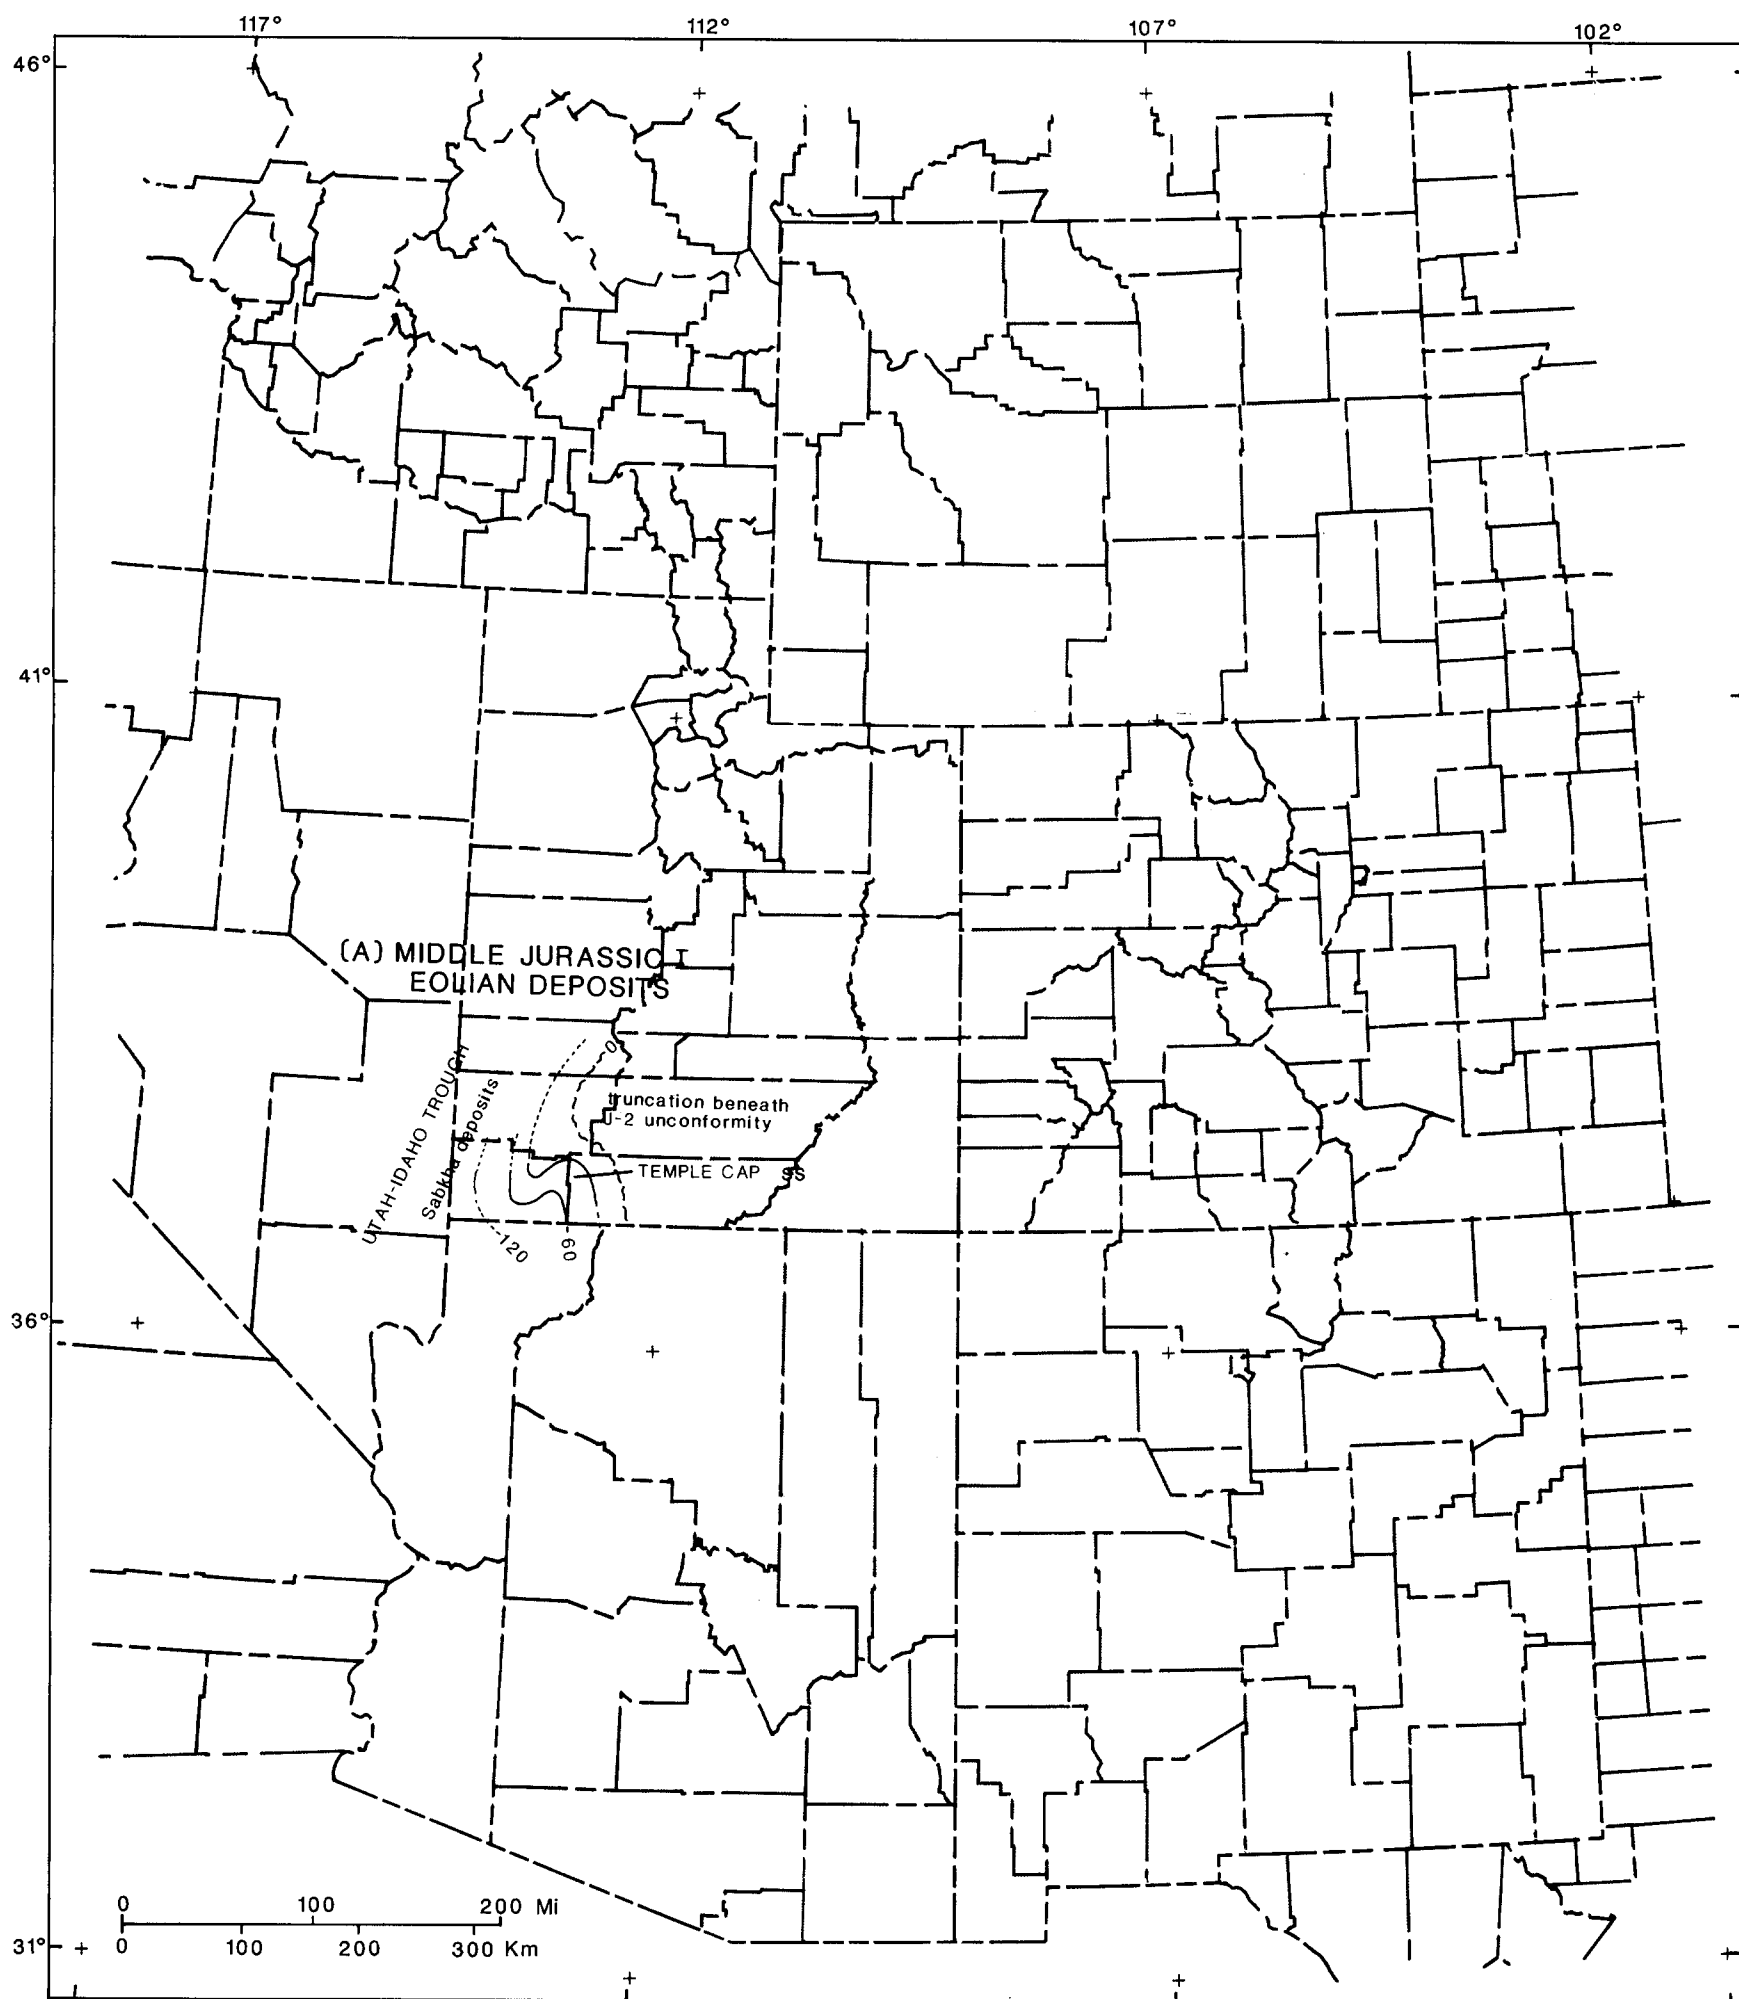 117° 112° 107° 102°
46°
41°
(A) MIDDLE JURASSIC I
EOLIAN DEPOSITS
UTAH-IDAHO TROUGH
Sabkha deposits
0
truncation beneath
J-2 unconformity
TEMPLE CAP SS
-120
-60
36°
0 100 200 Mi
0 100 200 300 Km
31°